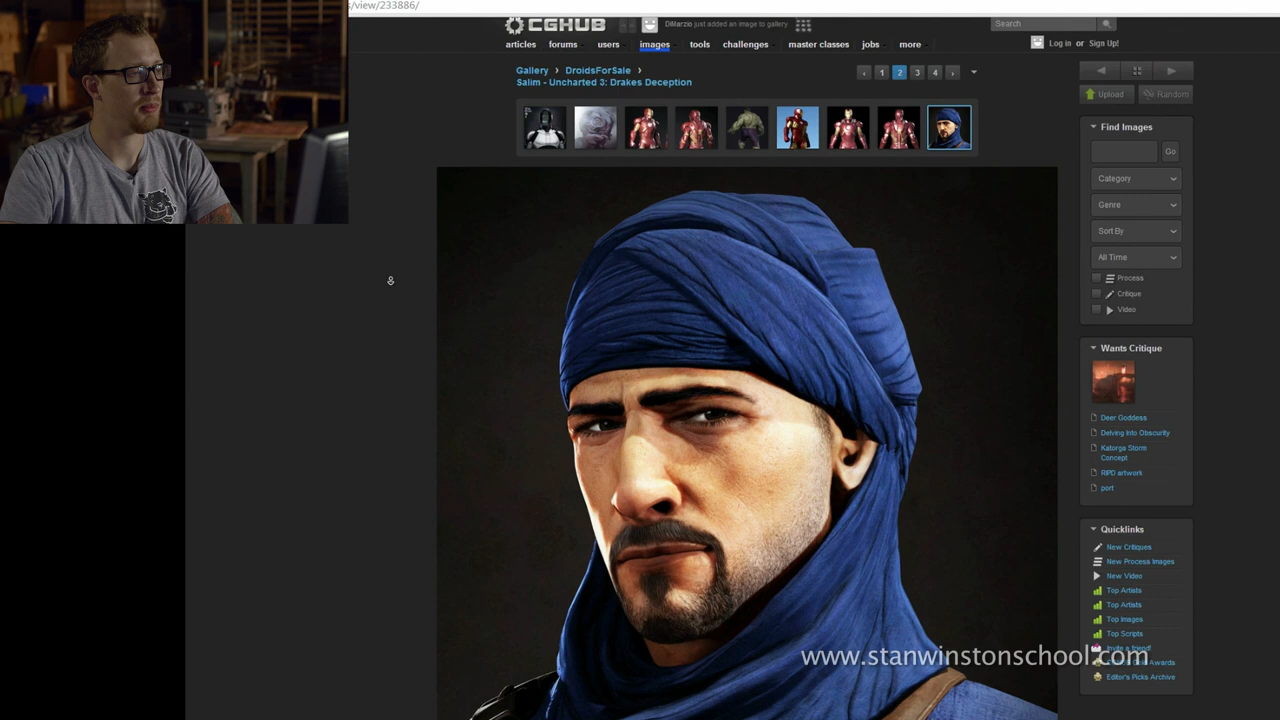 s/view/233886/
CGHUB
DiMarzio just added an image to gallery
Search
articles forums users images tools challenges master classes jobs more
Log in or Sign Up!
Gallery › DroidsForSale ›
Salim - Uncharted 3: Drakes Deception
‹ 1 2 3 4 ›
Upload
Random
Find Images
Go
Category
Genre
Sort By
All Time
Process
Critique
Video
Wants Critique
Deer Goddess
Delving Into Obscurity
Katorga Storm
Concept
RIPD artwork
port
Quicklinks
New Critiques
New Process Images
New Video
Top Artists
Top Artists
Top Images
Top Scripts
Invite a friend!
www.stanwinstonschool.com
Awards
Editor's Picks Archive